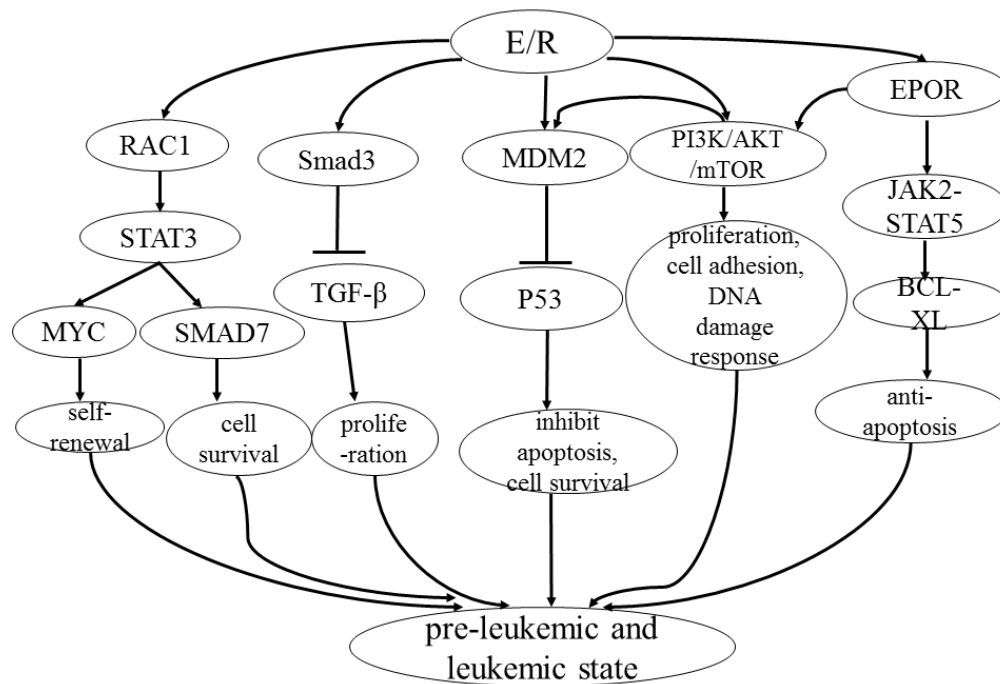 E/R
EPOR
RAC1
Smad3
MDM2
PI3K/AKT
/mTOR
JAK2-
STAT5
STAT3
proliferation,
cell adhesion,
DNA
damage
response
TGF-β
P53
BCL-
XL
MYC
SMAD7
self-
renewal
cell
survival
prolife
-ration
inhibit
apoptosis,
cell survival
anti-
apoptosis
pre-leukemic and
leukemic state